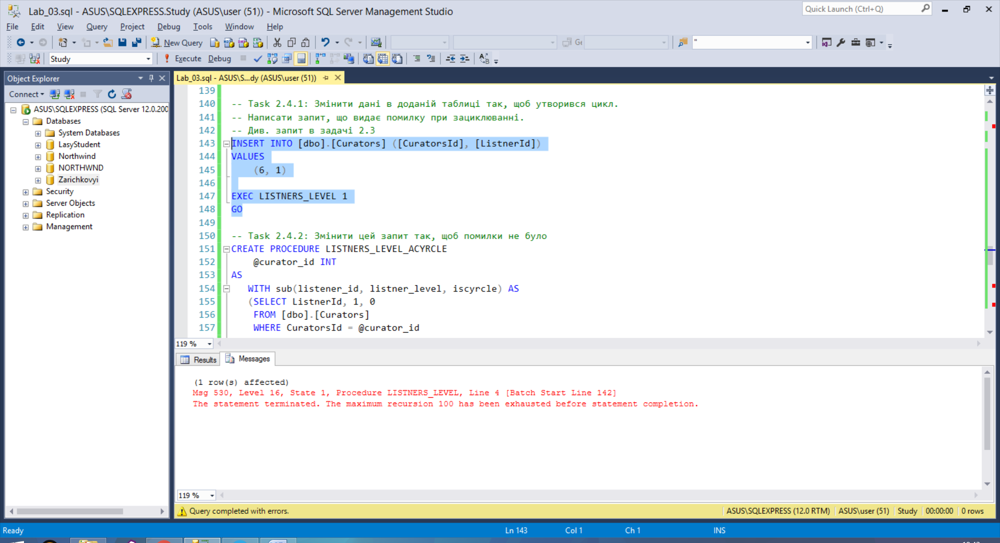 Lab_03.sql - ASUS\SQLEXPRESS.Study (ASUS\user (51)) - Microsoft SQL Server Management Studio
Quick Launch (Ctrl+Q)
File Edit View Query Project Debug Tools Window Help
New Query
"
Study
Execute Debug
Object Explorer
Connect
ASUS\SQLEXPRESS (SQL Server 12.0.200
Databases
System Databases
LasyStudent
Northwind
NORTHWND
Zarichkovyi
Security
Server Objects
Replication
Management
Lab_03.sql - ASUS\S...dy (ASUS\user (51))
139
140 -- Task 2.4.1: Змінити дані в доданій таблиці так, щоб утворився цикл.
141 -- Написати запит, що видає помилку при зациклюванні.
142 -- Див. запит в задачі 2.3
143 INSERT INTO [dbo].[Curators] ([CuratorsId], [ListnerId])
144 VALUES
145 (6, 1)
146
147 EXEC LISTNERS_LEVEL 1
148 GO
149
150 -- Task 2.4.2: Змінити цей запит так, щоб помилки не було
151 CREATE PROCEDURE LISTNERS_LEVEL_ACYRCLE
152 @curator_id INT
153 AS
154 WITH sub(listener_id, listner_level, iscyrcle) AS
155 (SELECT ListnerId, 1, 0
156 FROM [dbo].[Curators]
157 WHERE CuratorsId = @curator_id
119 %
Results Messages
(1 row(s) affected)
Msg 530, Level 16, State 1, Procedure LISTNERS_LEVEL, Line 4 [Batch Start Line 142]
The statement terminated. The maximum recursion 100 has been exhausted before statement completion.
119 %
Query completed with errors. ASUS\SQLEXPRESS (12.0 RTM) ASUS\user (51) Study 00:00:00 0 rows
Ready Ln 143 Col 1 Ch 1 INS